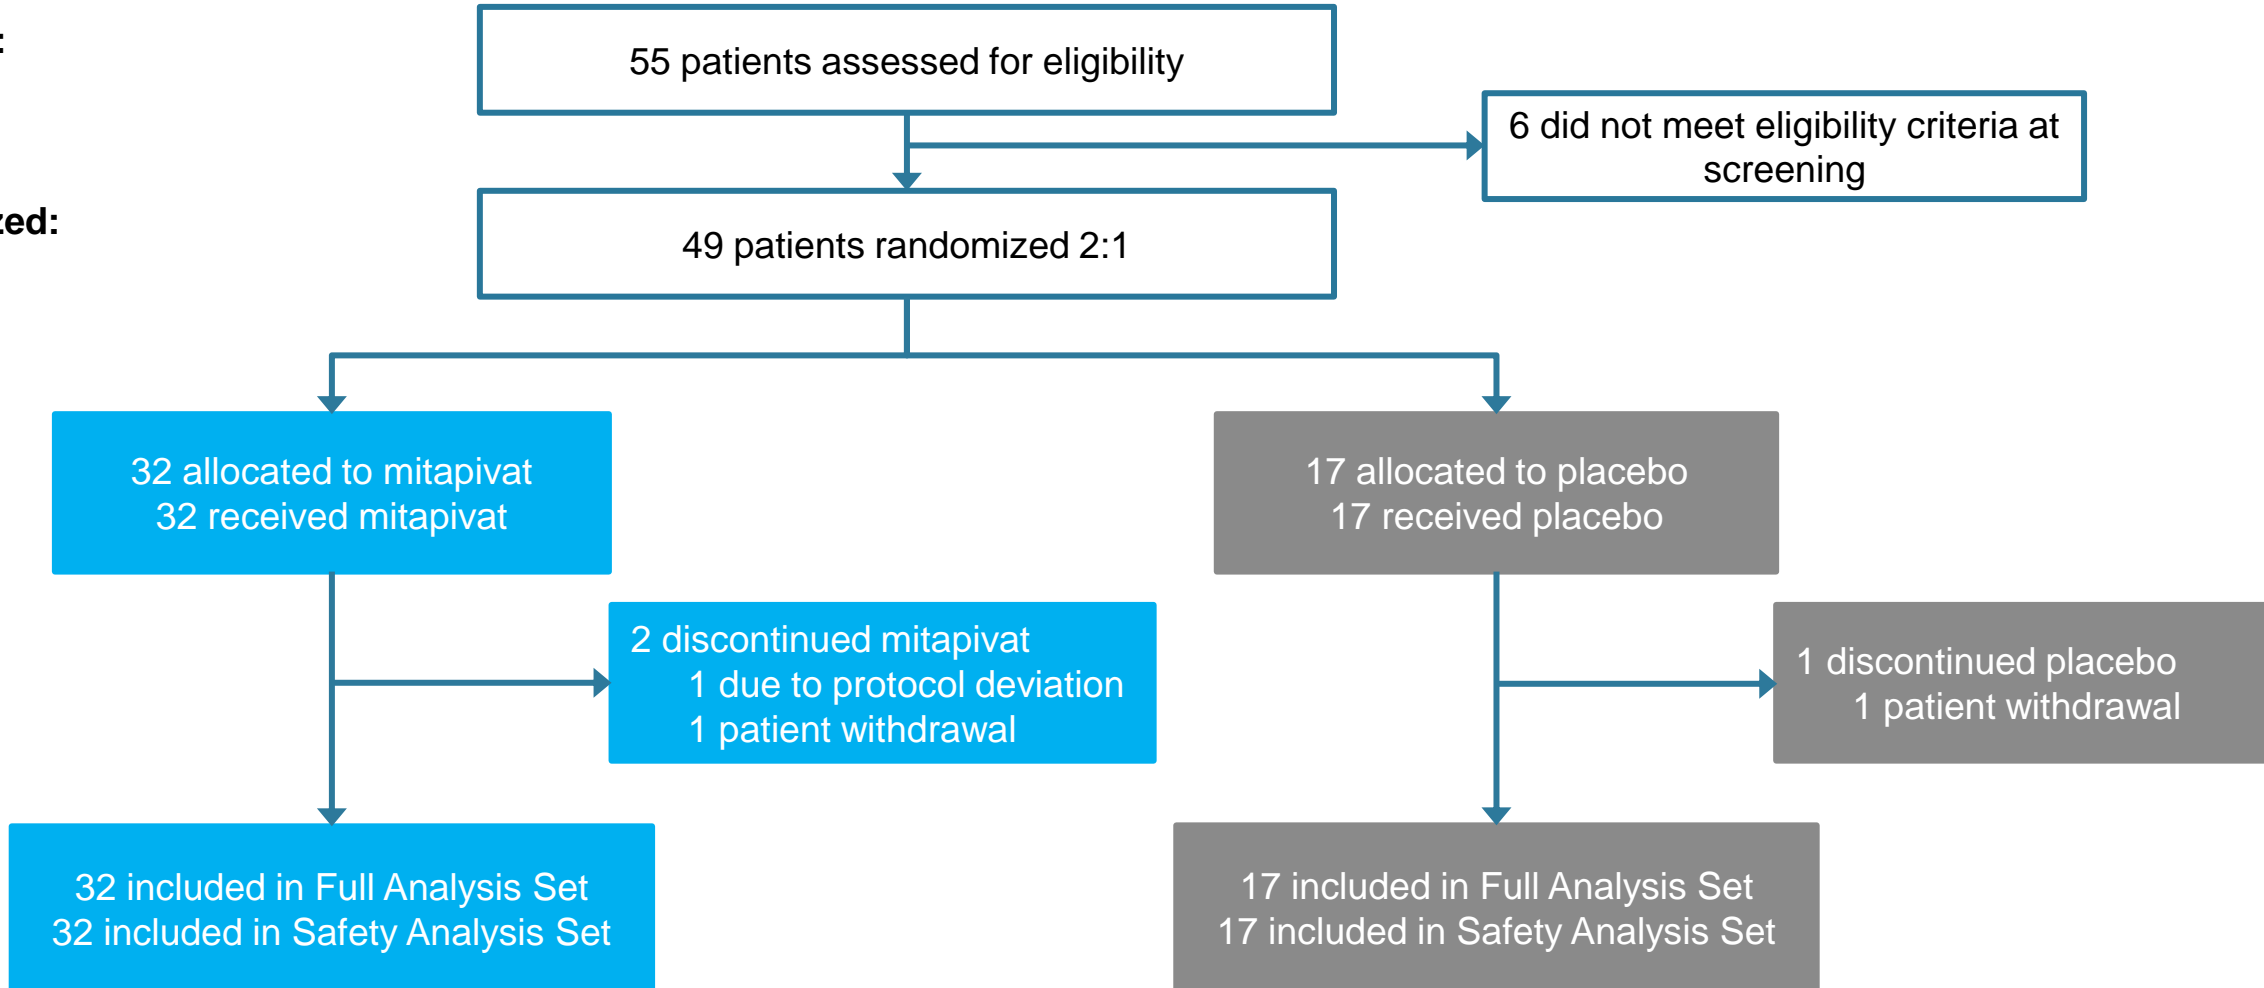 :
55 patients assessed for eligibility
6 did not meet eligibility criteria at
screening
zed:
49 patients randomized 2:1
32 allocated to mitapivat
32 received mitapivat
17 allocated to placebo
17 received placebo
2 discontinued mitapivat
1 due to protocol deviation
1 patient withdrawal
1 discontinued placebo
1 patient withdrawal
32 included in Full Analysis Set
32 included in Safety Analysis Set
17 included in Full Analysis Set
17 included in Safety Analysis Set